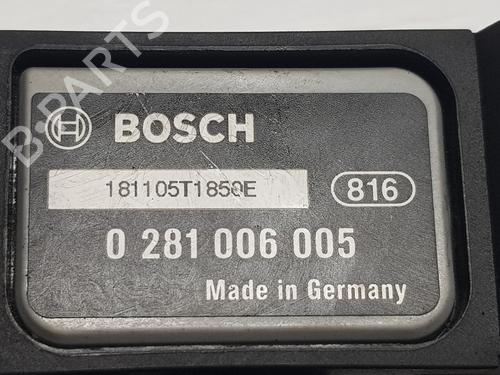 BOSCH
181105T1850E
816
0 281 006 005
Made in Germany
B-PARTS